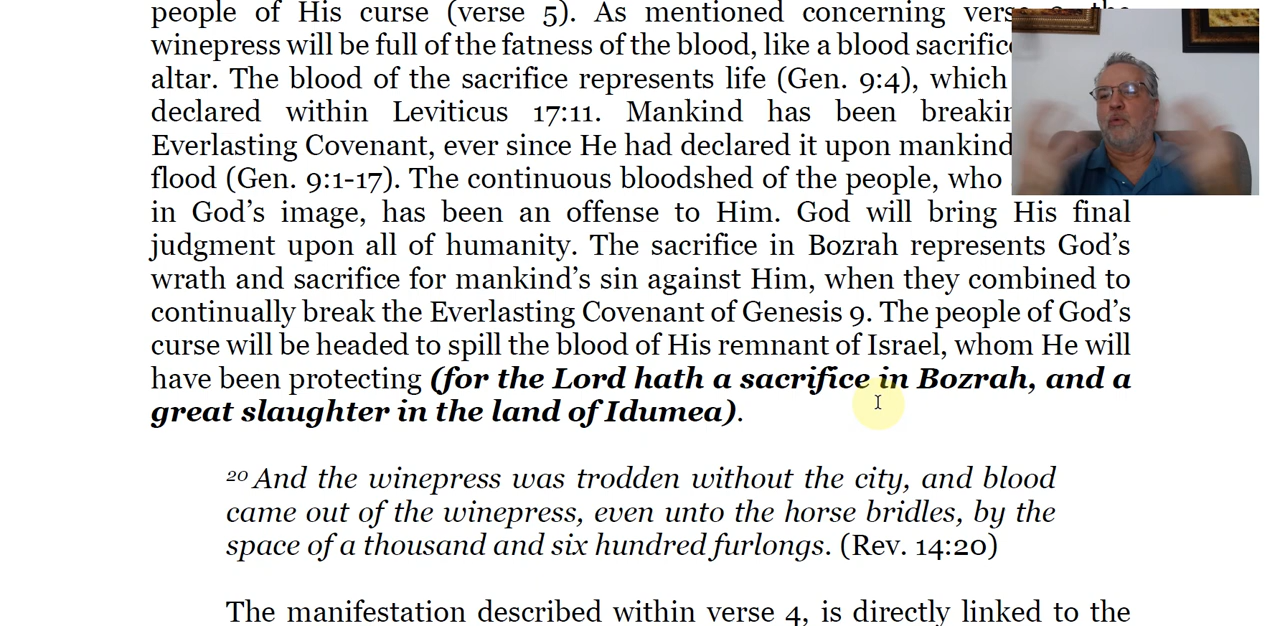 people of His curse (verse 5). As mentioned concerning the
winepress will be full of the fatness of the blood, like a blood
altar. The blood of the sacrifice represents life (Gen. 9:4), which
declared within Leviticus 17:11. Mankind has been
Everlasting Covenant, ever since He had declared it upon mankind
flood (Gen. 9:1-17). The continuous bloodshed of the people, who
in God’s image, has been an offense to Him. God will bring His final
judgment upon all of humanity. The sacrifice in Bozrah represents God’s
wrath and sacrifice for mankind’s sin against Him, when they combined to
continually break the Everlasting Covenant of Genesis 9. The people of God’s
curse will be headed to spill the blood of His remnant of Israel, whom He will
have been protecting (for the Lord hath a sacrifice in Bozrah, and a
great slaughter in the land of Idumea).
20 And the winepress was trodden without the city, and blood
came out of the winepress, even unto the horse bridles, by the
space of a thousand and six hundred furlongs. (Rev. 14:20)
The manifestation described within verse 4, is directly linked to the